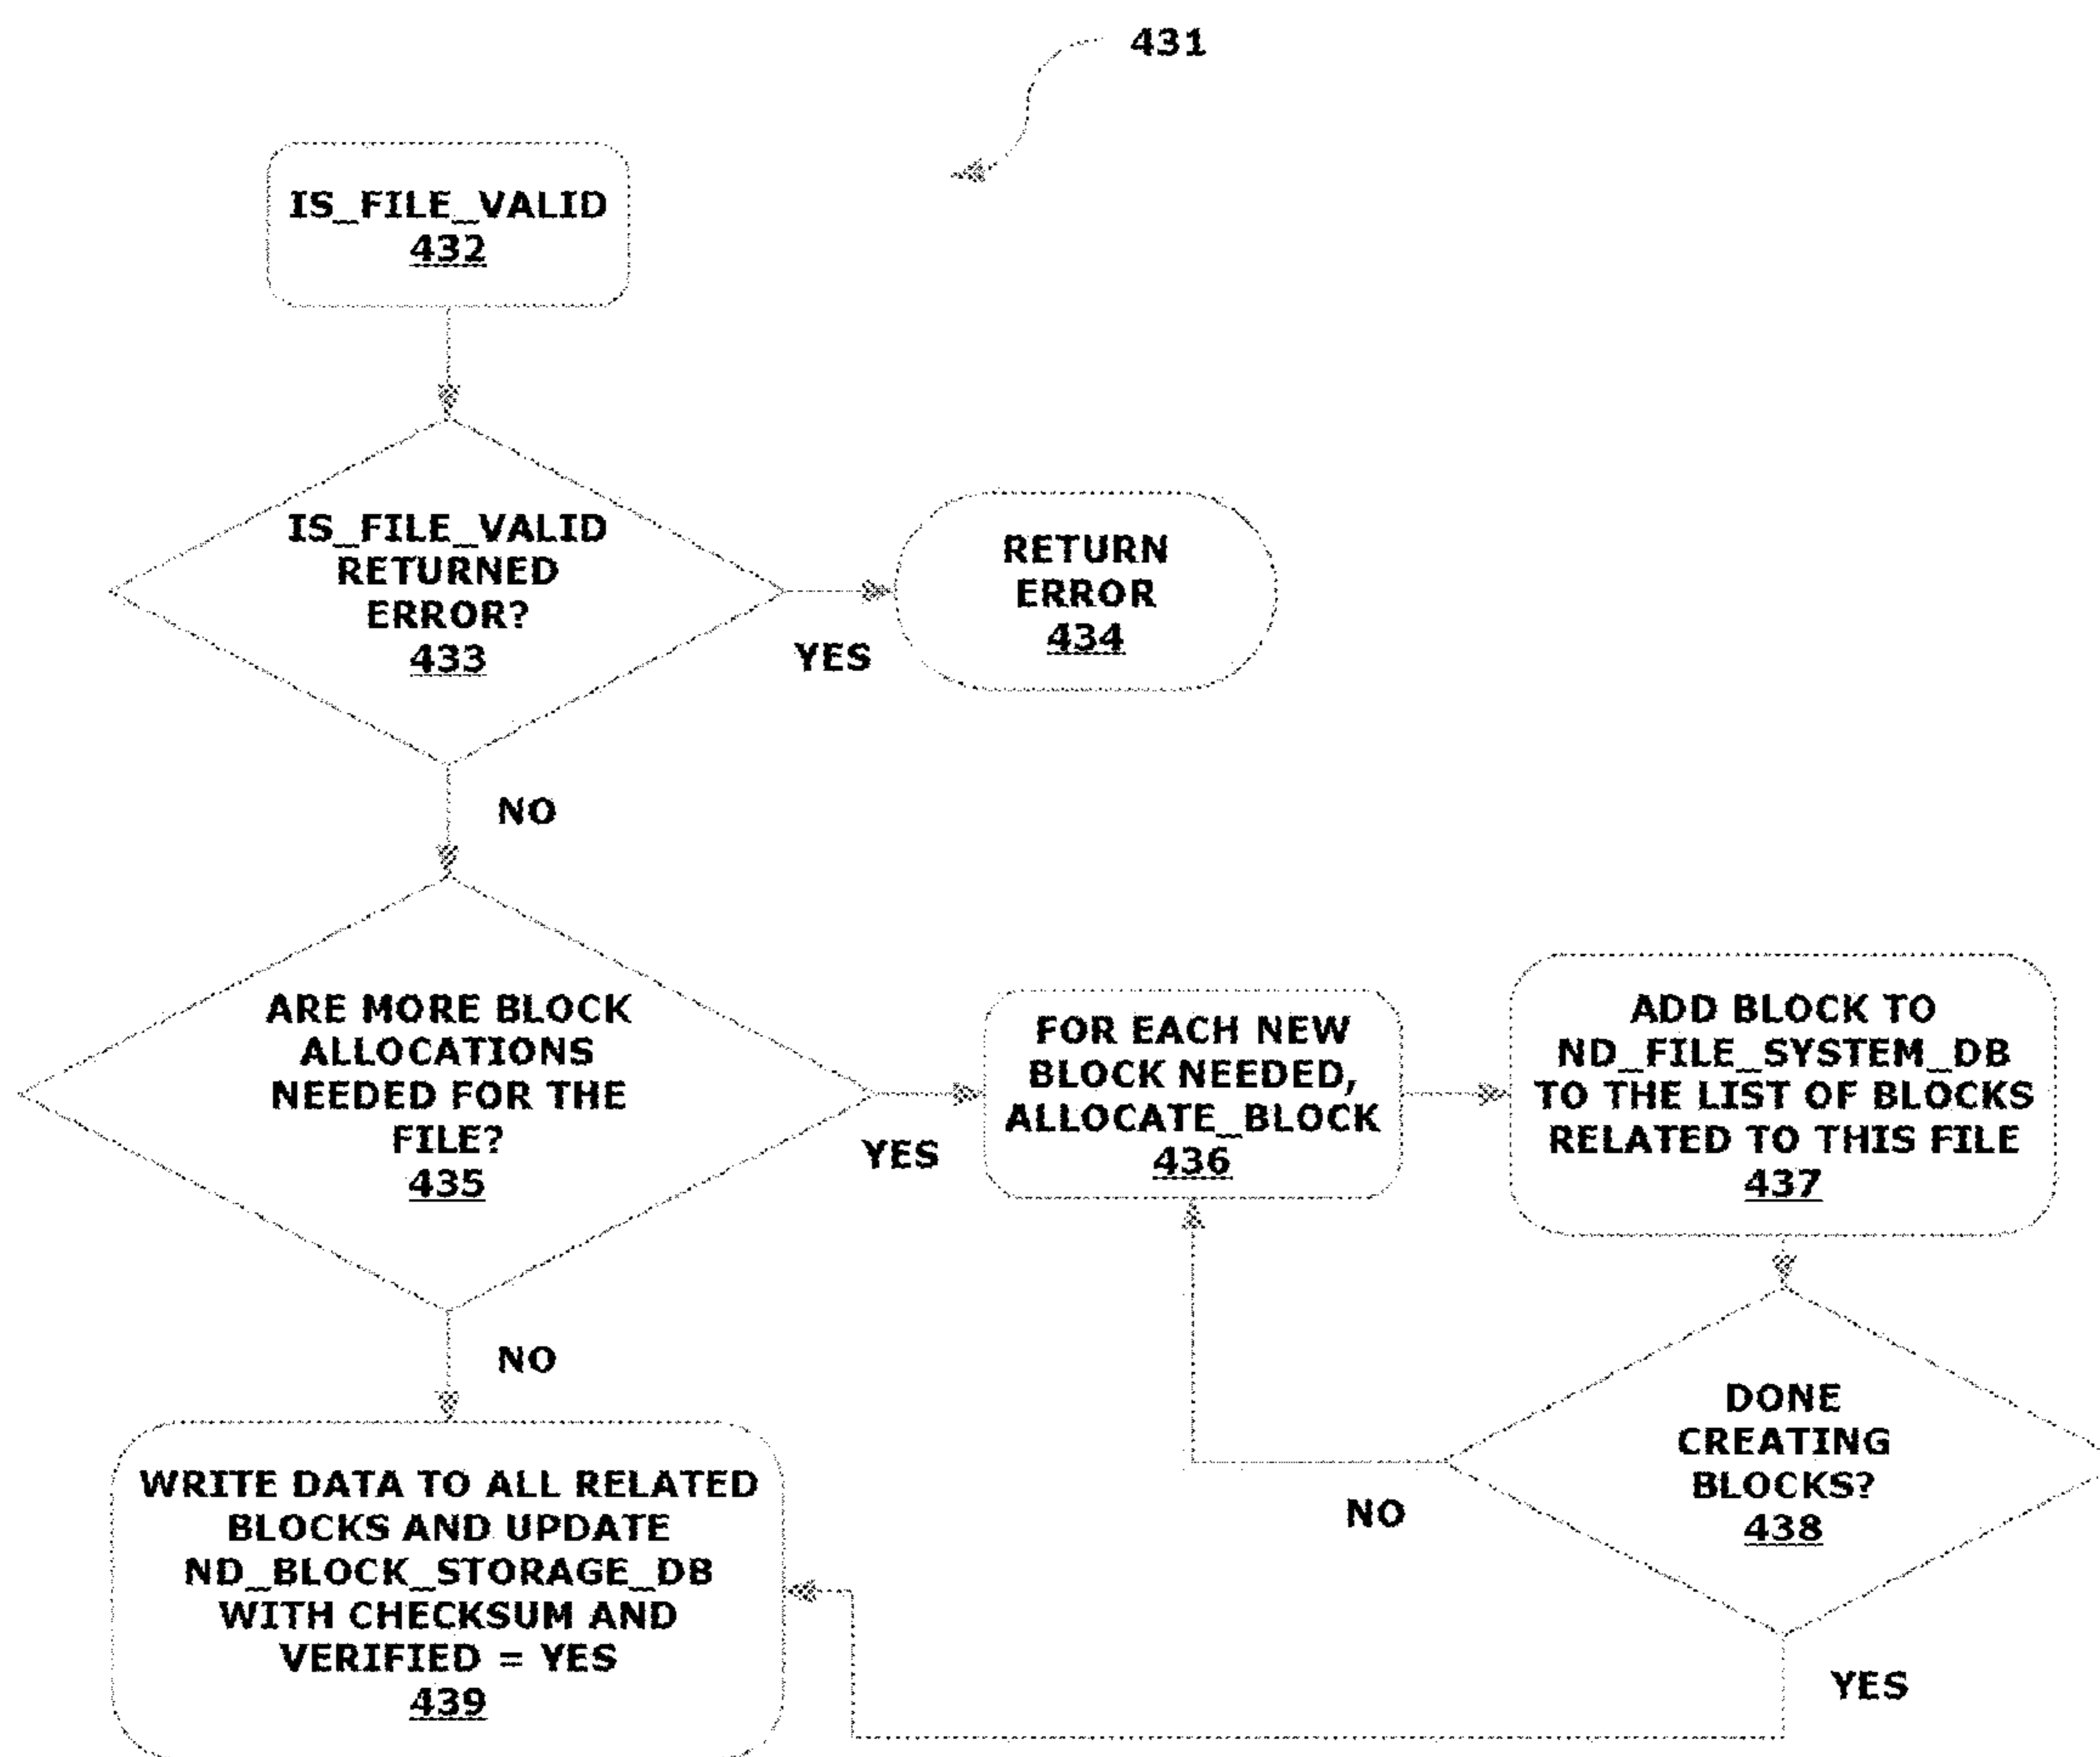 431
IS_FILE_VALID
432
IS_FILE_VALID
RETURNED
ERROR?
433
YES
RETURN
ERROR
434
NO
ARE MORE BLOCK
ALLOCATIONS
NEEDED FOR THE
FILE?
435
YES
FOR EACH NEW
BLOCK NEEDED,
ALLOCATE_BLOCK
436
ADD BLOCK TO
ND_FILE_SYSTEM_DB
TO THE LIST OF BLOCKS
RELATED TO THIS FILE
437
DONE
CREATING
BLOCKS?
438
NO
YES
NO
WRITE DATA TO ALL RELATED
BLOCKS AND UPDATE
ND_BLOCK_STORAGE_DB
WITH CHECKSUM AND
VERIFIED = YES
439